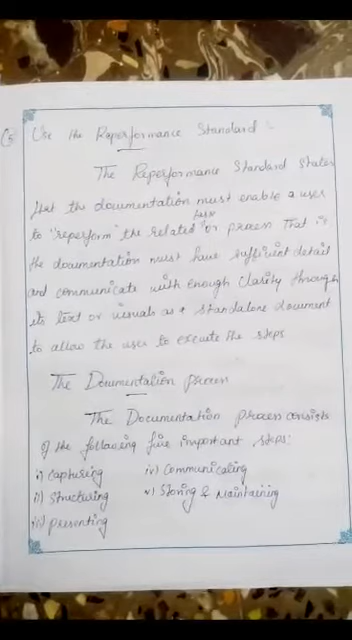 5) Use the Reperformance Standard :-
The Reperformance Standard States
that the documentation must enable a user
to "reperform" the related task or process that is
the documentation must have sufficient detail
and communicate with enough clarity through
its text or visuals as a standalone document
to allow the user to execute the steps
The Documentation process
The Documentation process consists
of the following five important steps:
i) Capturing iv) Communicating
ii) Structuring v) Storing & Maintaining
iii) presenting